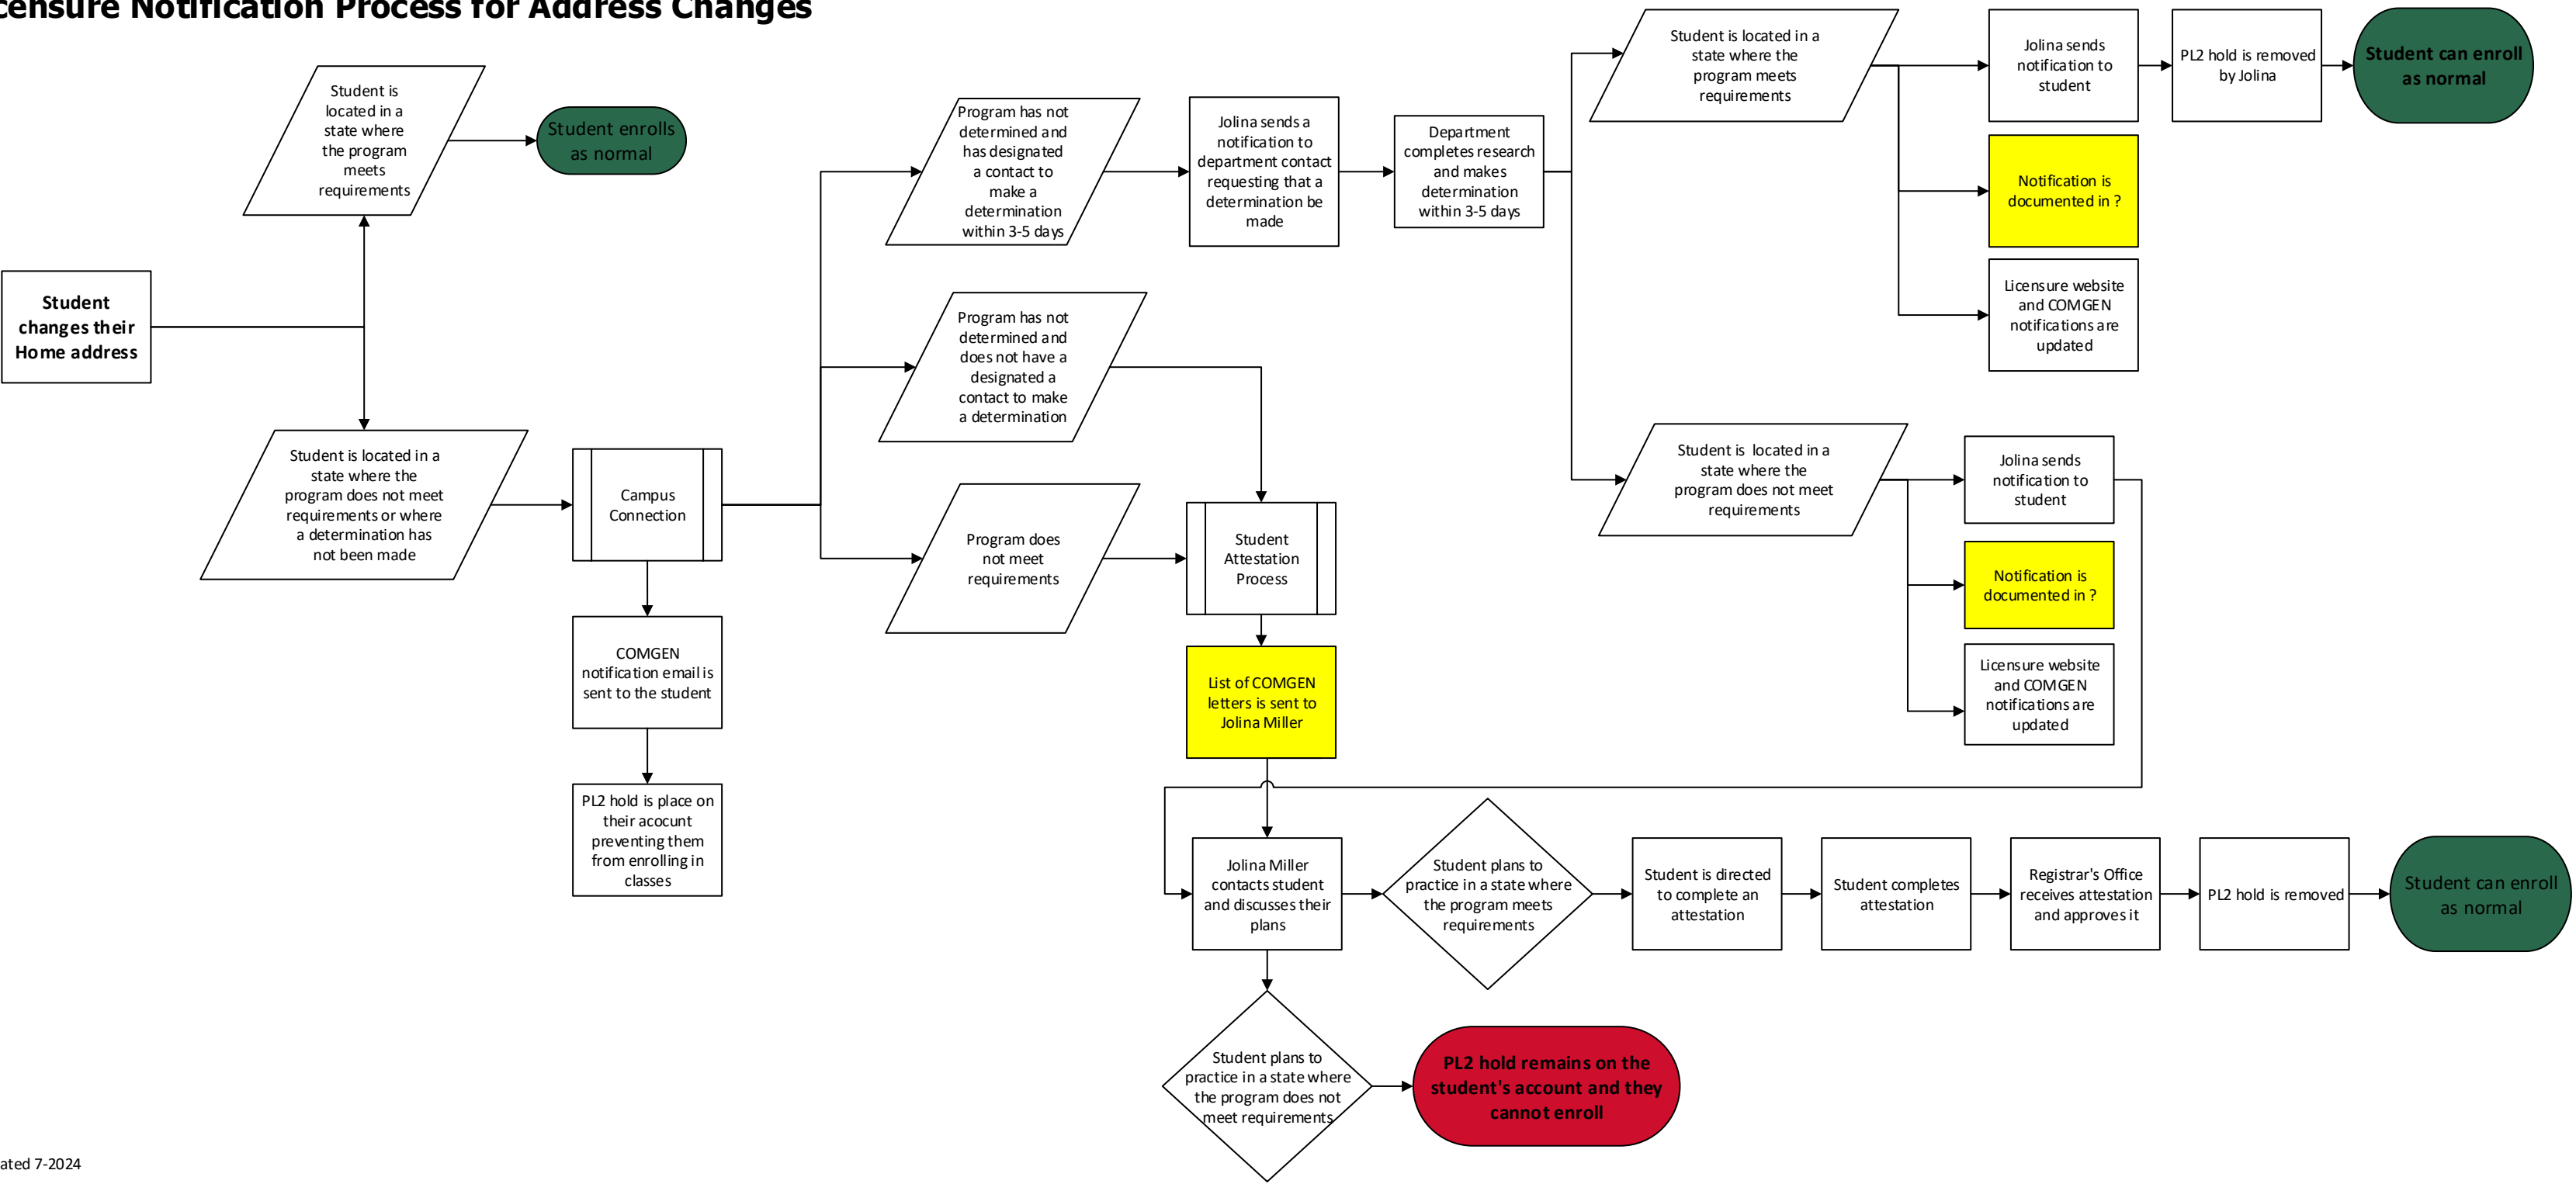 censure Notification Process for Address Changes
Student is
located in a
state where
the program
meets
requirements
Student enrolls
as normal
Student
changes their
Home address
Student is located in a
state where the
program does not meet
requirements or where
a determination has
not been made
Campus
Connection
COMGEN
notification email is
sent to the student
PL2 hold is place on
their acocunt
preventing them
from enrolling in
classes
Program has not
determined and
has designated
a contact to
make a
determination
within 3-5 days
Jolina sends a
notification to
department contact
requesting that a
determination be
made
Department
completes research
and makes
determination
within 3-5 days
Program has not
determined and
does not have a
designated a
contact to make
a determination
Program does
not meet
requirements
Student
Attestation
Process
List of COMGEN
letters is sent to
Jolina Miller
Student is located in a
state where the
program meets
requirements
Jolina sends
notification to
student
PL2 hold is removed
by Jolina
Student can enroll
as normal
Notification is
documented in ?
Licensure website
and COMGEN
notifications are
updated
Student is  located in a
state where the
program does not meet
requirements
Jolina sends
notification to
student
Notification is
documented in ?
Licensure website
and COMGEN
notifications are
updated
Jolina Miller
contacts student
and discusses their
plans
Student plans to
practice in a state where
the program meets
requirements
Student is directed
to complete an
attestation
Student completes
attestation
Registrar's Office
receives attestation
and approves it
PL2 hold is removed
Student can enroll
as normal
Student plans to
practice in a state where
the program does not
meet requirements
PL2 hold remains on the
student's account and they
cannot enroll
ated 7-2024